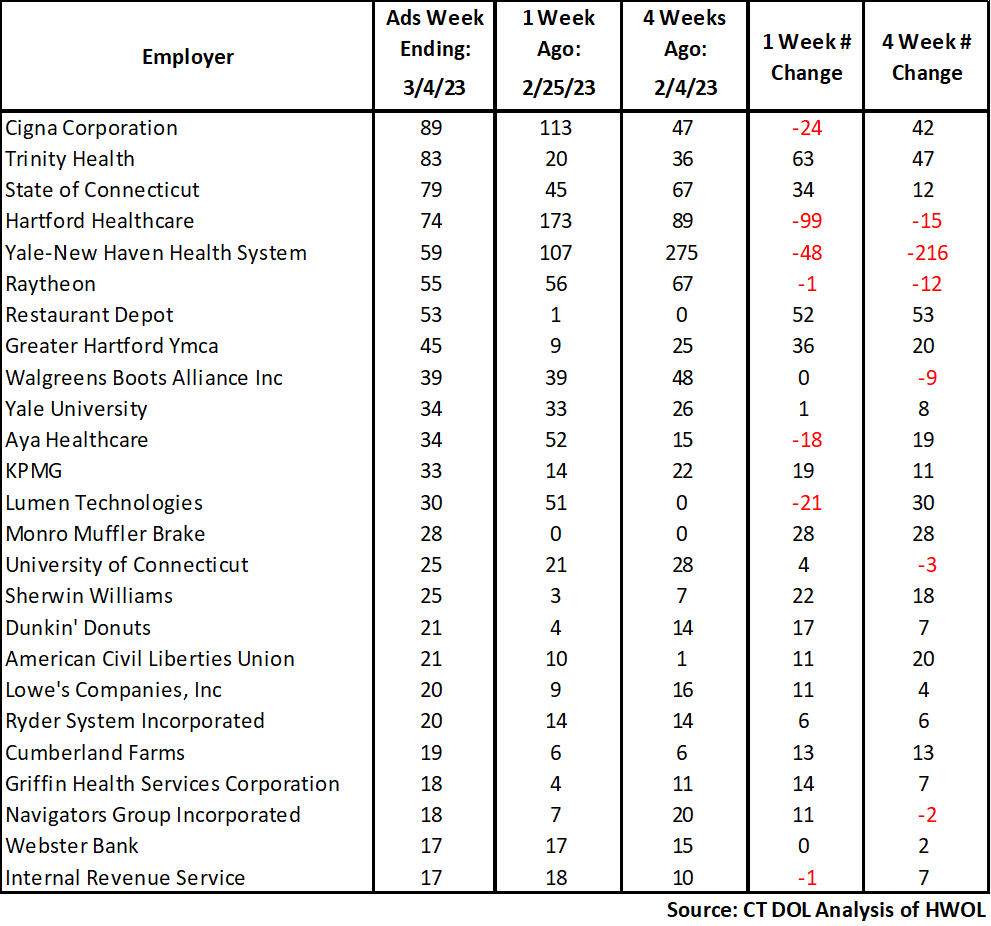 Employer Ads Week Ending: 3/4/23 1 Week Ago: 2/25/23 4 Weeks Ago: 2/4/23 1 Week # Change 4 Week # Change
Cigna Corporation 89 113 47 -24 42
Trinity Health 83 20 36 63 47
State of Connecticut 79 45 67 34 12
Hartford Healthcare 74 173 89 -99 -15
Yale-New Haven Health System 59 107 275 -48 -216
Raytheon 55 56 67 -1 -12
Restaurant Depot 53 1 0 52 53
Greater Hartford Ymca 45 9 25 36 20
Walgreens Boots Alliance Inc 39 39 48 0 -9
Yale University 34 33 26 1 8
Aya Healthcare 34 52 15 -18 19
KPMG 33 14 22 19 11
Lumen Technologies 30 51 0 -21 30
Monro Muffler Brake 28 0 0 28 28
University of Connecticut 25 21 28 4 -3
Sherwin Williams 25 3 7 22 18
Dunkin' Donuts 21 4 14 17 7
American Civil Liberties Union 21 10 1 11 20
Lowe's Companies, Inc 20 9 16 11 4
Ryder System Incorporated 20 14 14 6 6
Cumberland Farms 19 6 6 13 13
Griffin Health Services Corporation 18 4 11 14 7
Navigators Group Incorporated 18 7 20 11 -2
Webster Bank 17 17 15 0 2
Internal Revenue Service 17 18 10 -1 7
Source: CT DOL Analysis of HWOL